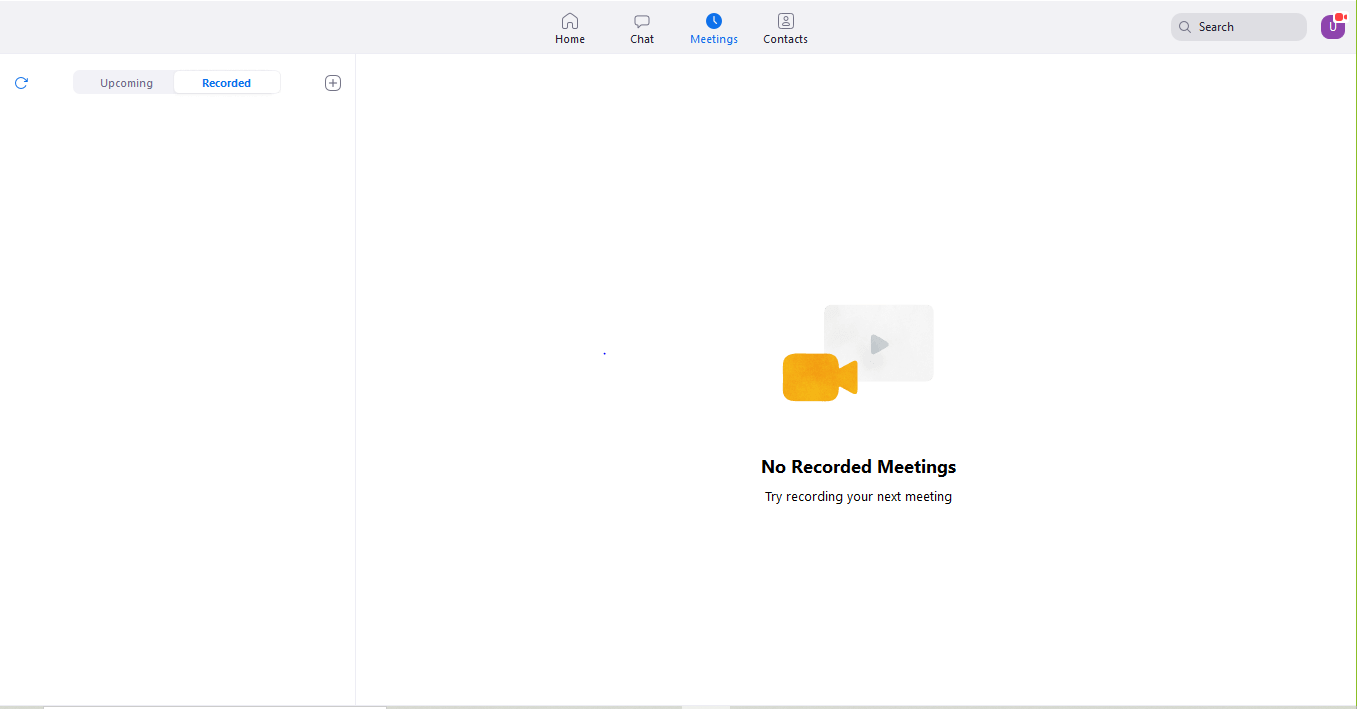 Home
Chat
Meetings
Contacts
Search
U
Upcoming
Recorded
No Recorded Meetings
Try recording your next meeting